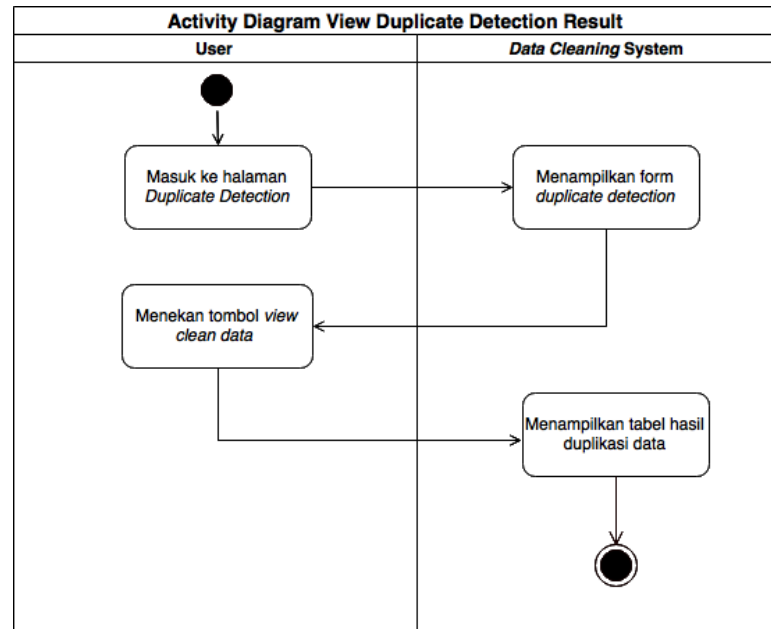 Activity Diagram View Duplicate Detection Result
User
Data Cleaning System
Masuk ke halaman
Duplicate Detection
Menampilkan form
duplicate detection
Menekan tombol view
clean data
Menampilkan tabel hasil
duplikasi data